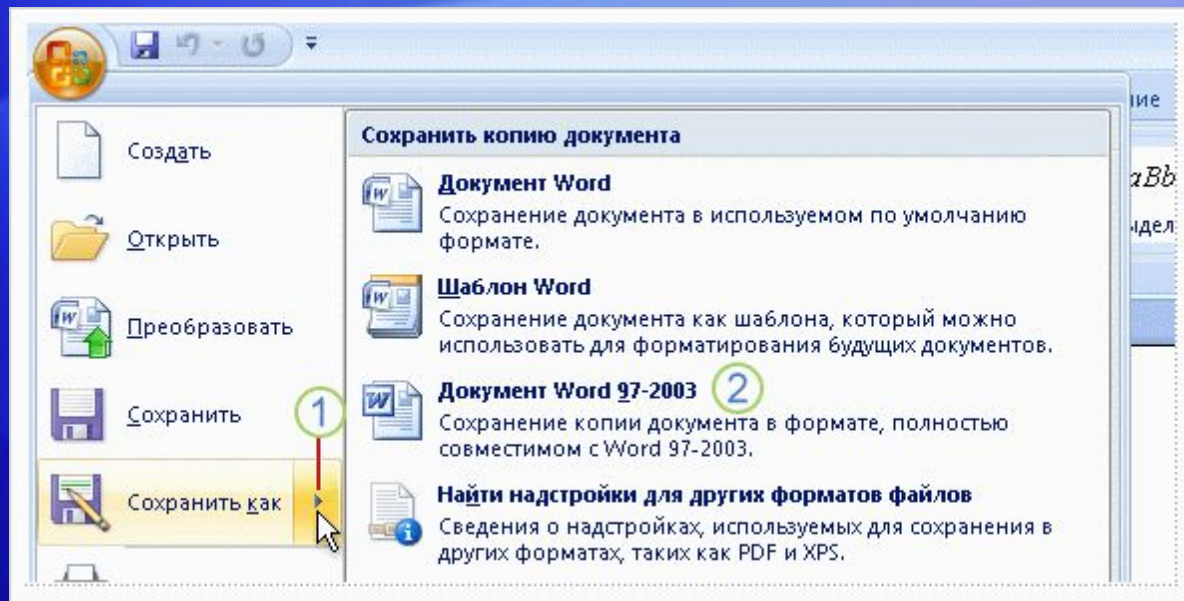 ие
Создать
Открыть
Преобразовать
Сохранить
1
Сохранить как
Сохранить копию документа
Документ Word
Сохранение документа в используемом по умолчанию
формате.
Шаблон Word
Сохранение документа как шаблона, который можно
использовать для форматирования будущих документов.
Документ Word 97-2003 2
Сохранение копии документа в формате, полностью
совместимом с Word 97-2003.
Найти надстройки для других форматов файлов
Сведения о надстройках, используемых для сохранения в
других форматах, таких как PDF и XPS.
аBb
ыдел